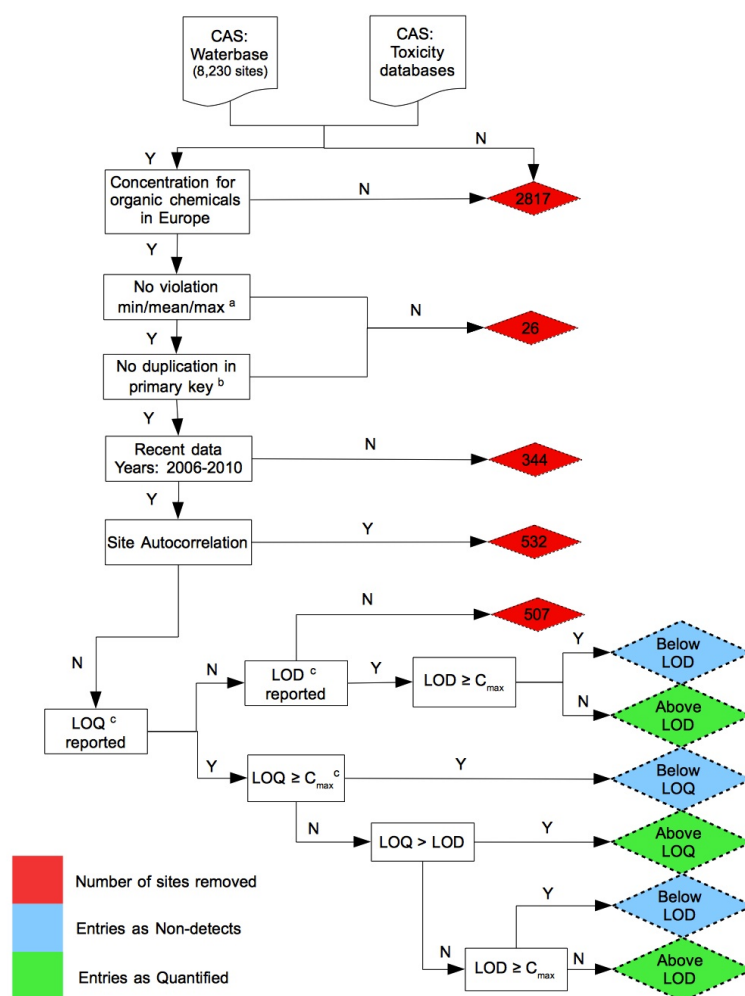 CAS:
Waterbase
(8,230 sites)
CAS:
Toxicity
databases
Y
N
Concentration for
organic chemicals
in Europe
N
2817
Y
No violation
min/mean/max a
N
26
Y
No duplication in
primary key b
Y
Recent data
Years: 2006-2010
N
344
Y
Site Autocorrelation
Y
532
N
507
N
LOD c
reported
Y
LOD ≥ Cmax
Y
Below
LOD
N
Above
LOD
N
LOQ c
reported
Y
LOQ ≥ Cmax c
Y
Below
LOQ
N
LOQ > LOD
Y
Above
LOQ
Y
Below
LOD
N
LOD ≥ Cmax
N
Above
LOD
Number of sites removed
Entries as Non-detects
Entries as Quantified